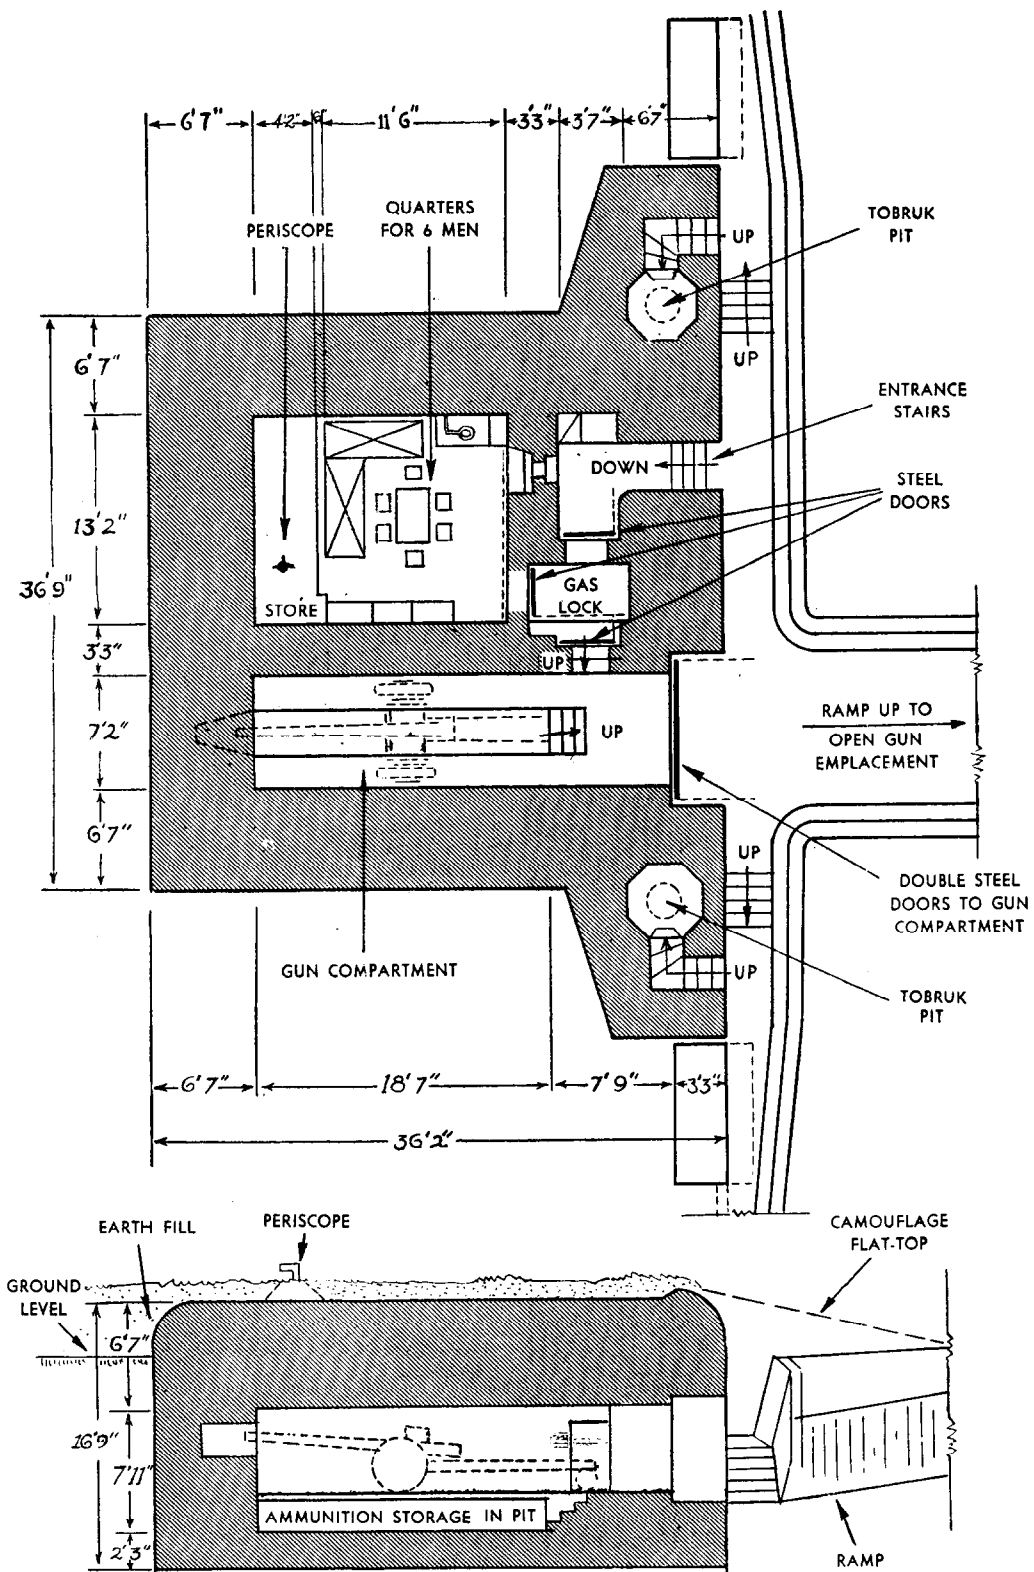 6'7"
4'2"
6"
11'6"
3'3"
3'7"
6'7"
PERISCOPE
QUARTERS
FOR 6 MEN
UP
TOBRUK
PIT
UP
6'7"
ENTRANCE
STAIRS
DOWN
STEEL
DOORS
13'2"
36'9"
GAS
LOCK
STORE
3'3"
UP
7'2"
UP
RAMP UP TO
OPEN GUN
EMPLACEMENT
6'7"
UP
DOUBLE STEEL
DOORS TO GUN
COMPARTMENT
GUN COMPARTMENT
UP
TOBRUK
PIT
6'7"
18'7"
7'9"
3'3"
36'2"
EARTH FILL
PERISCOPE
CAMOUFLAGE
FLAT-TOP
GROUND
LEVEL
6'7"
16'9"
7'11"
AMMUNITION STORAGE IN PIT
2'3"
RAMP